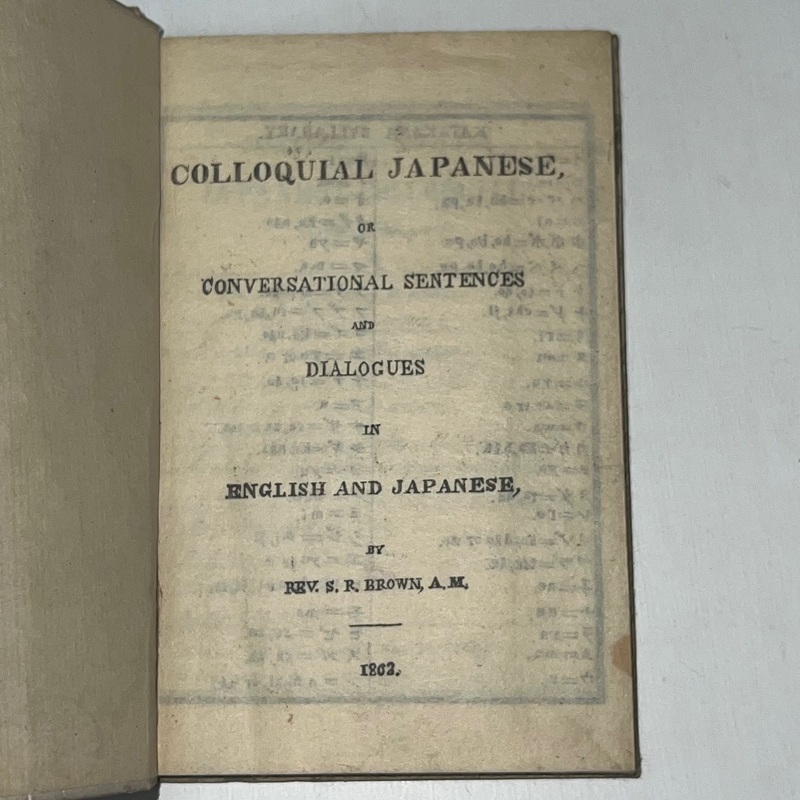 COLLOQUIAL JAPANESE,
OR
CONVERSATIONAL SENTENCES
AND
DIALOGUES
IN
ENGLISH AND JAPANESE,
BY
REV. S. R. BROWN, A.M.
1862.